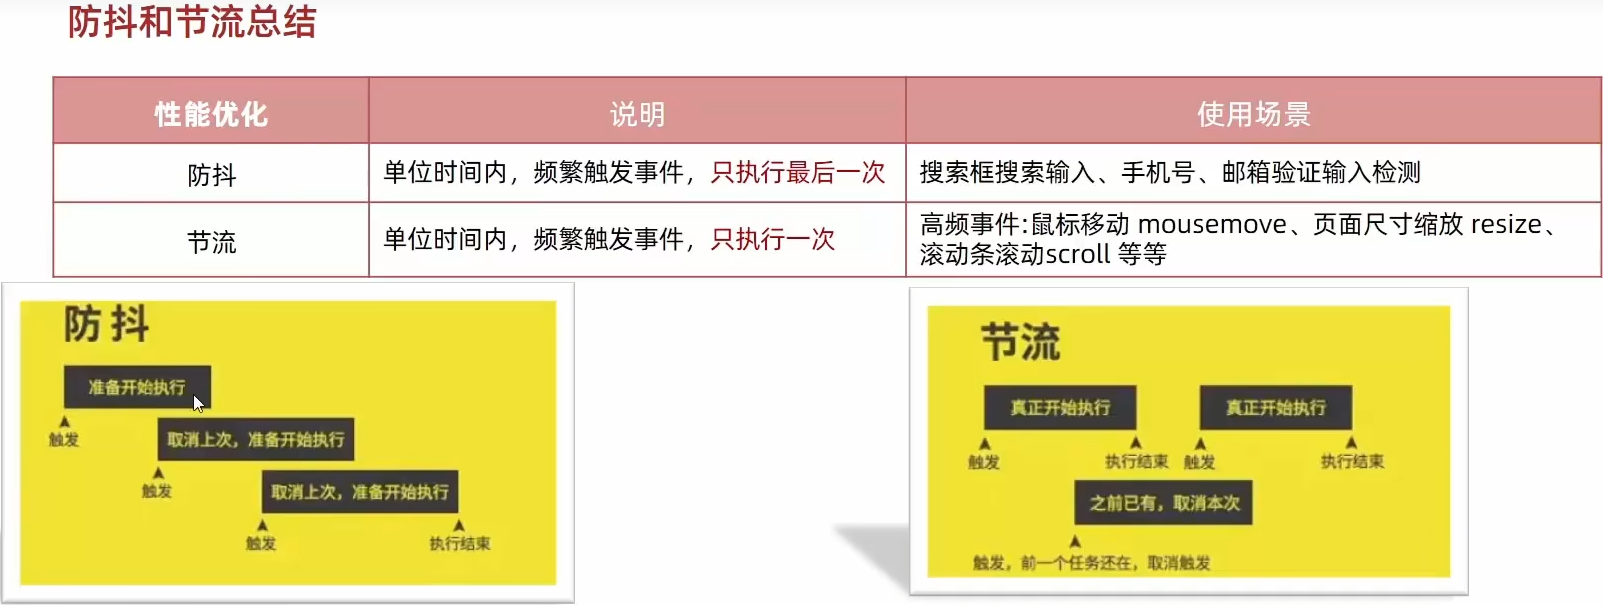 防抖和节流总结
性能优化
说明
使用场景
防抖
单位时间内，频繁触发事件，只执行最后一次
搜索框搜索输入、手机号、邮箱验证输入检测
节流
单位时间内，频繁触发事件，只执行一次
高频事件:鼠标移动 mousemove、页面尺寸缩放 resize、
滚动条滚动scroll 等等
防抖
准备开始执行
触发
取消上次，准备开始执行
触发
取消上次，准备开始执行
触发
执行结束
节流
真正开始执行
真正开始执行
触发
执行结束
触发
执行结束
之前已有，取消本次
触发，前一个任务还在，取消触发